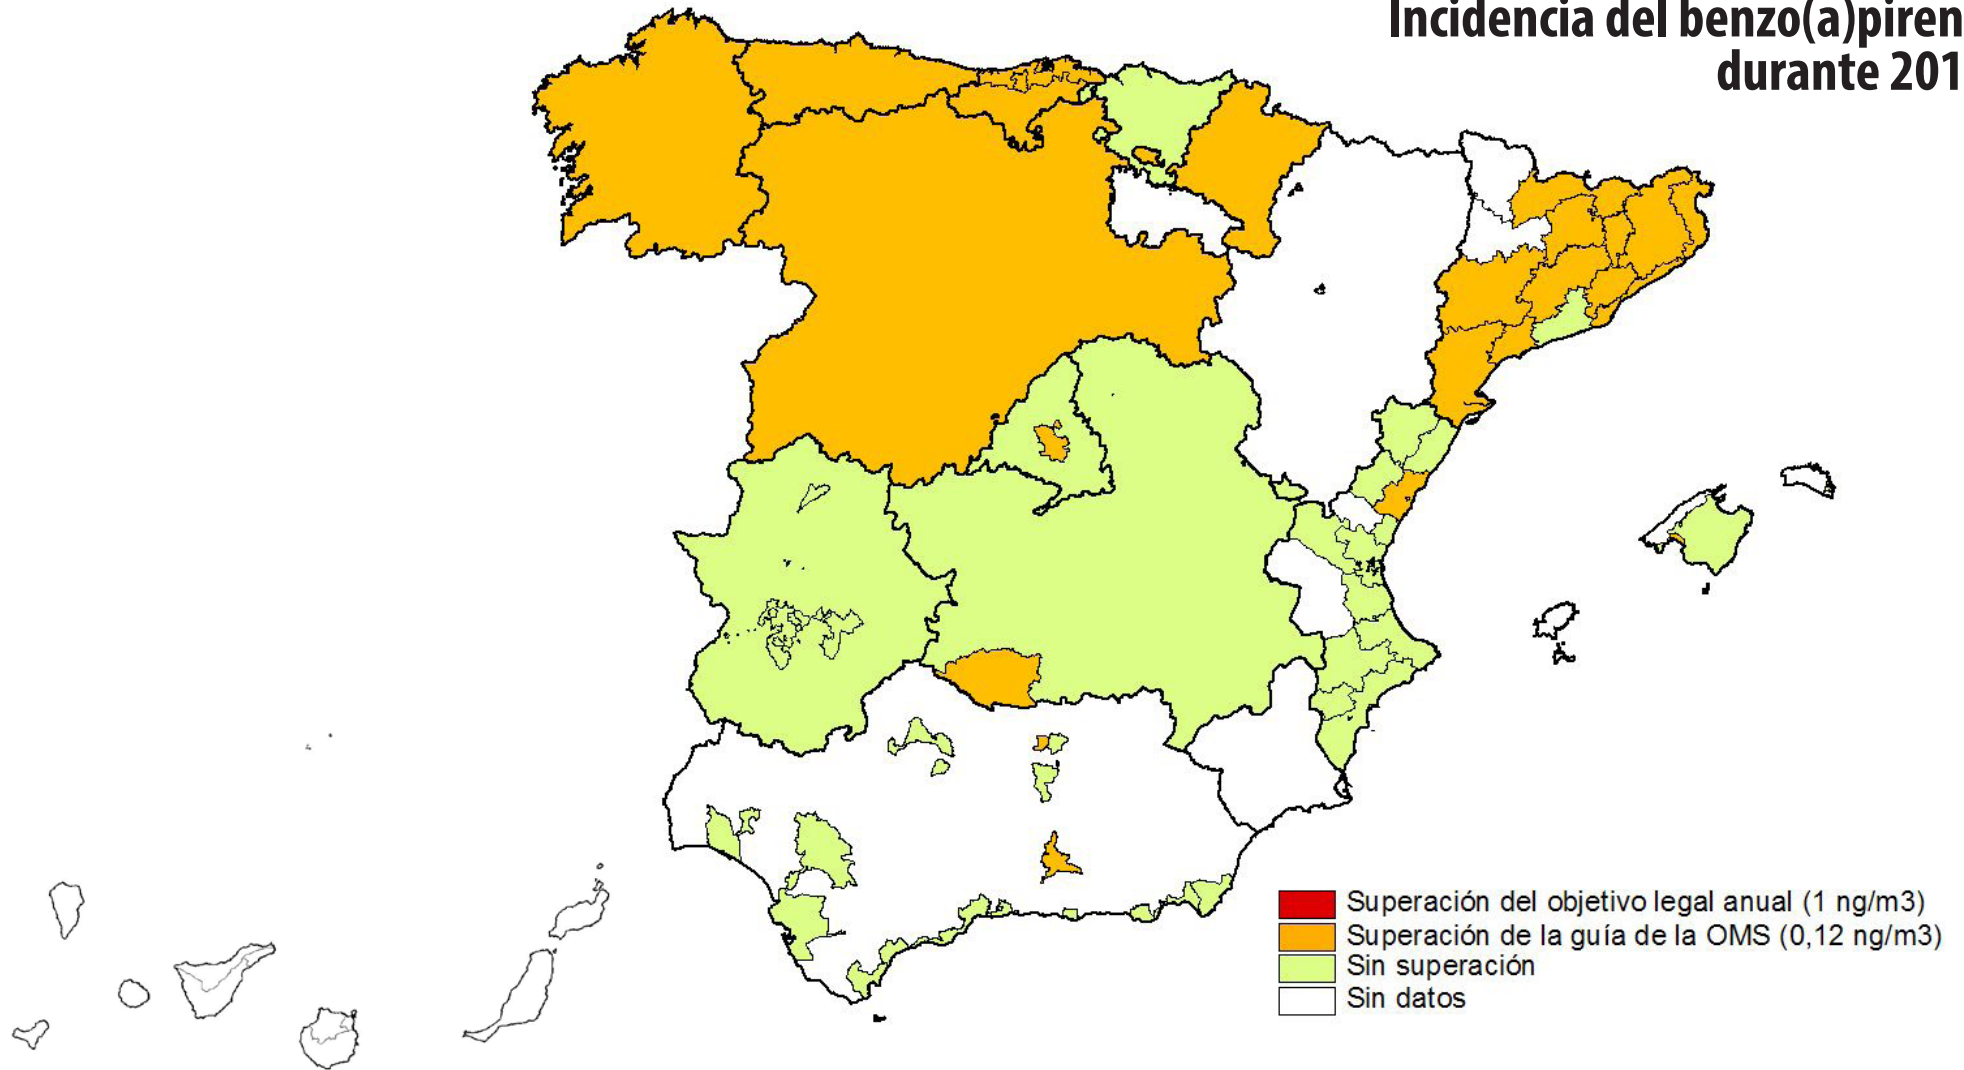 Incidencia del benzo(a)piren
durante 201
Superación del objetivo legal anual (1 ng/m3)
Superación de la guía de la OMS (0,12 ng/m3)
Sin superación
Sin datos